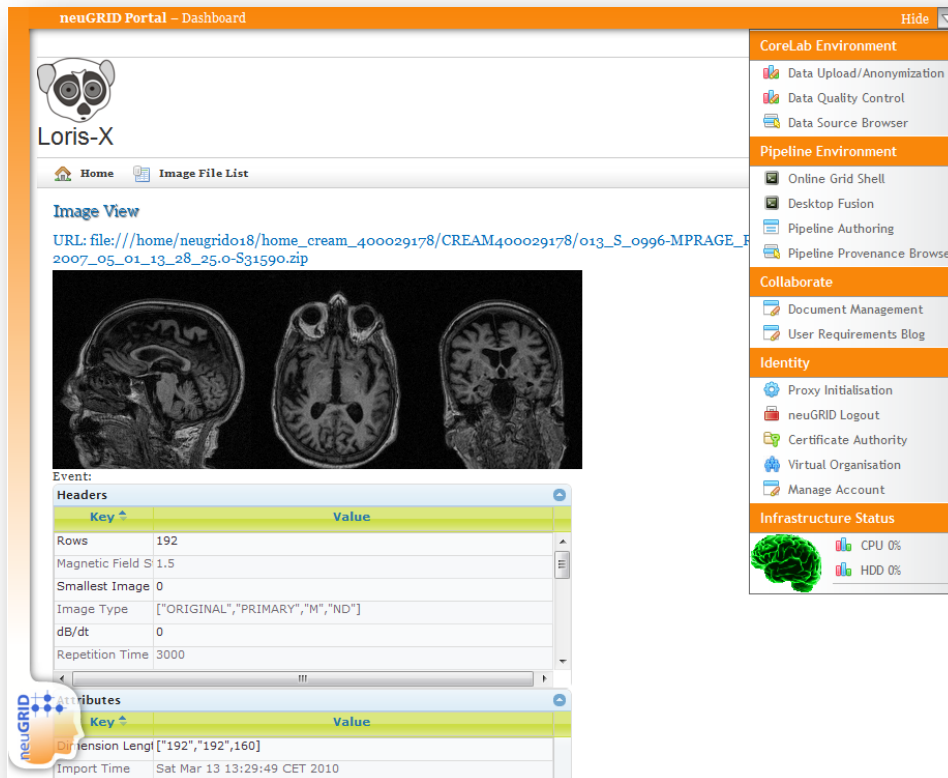 neuGRID Portal – Dashboard
Hide
Loris-X
Home
Image File List
Image View
URL: file:///home/neugrid018/home_cream_400029178/CREAM400029178/013_S_0996-MPRAGE_
2007_05_01_13_28_25.0-S31590.zip
Event:
Headers
Key Value
Rows 192
Magnetic Field S 1.5
Smallest Image 0
Image Type ["ORIGINAL","PRIMARY","M","ND"]
dB/dt 0
Repetition Time 3000
Attributes
Key Value
Dimension Lengt ["192","192",160]
Import Time Sat Mar 13 13:29:49 CET 2010
neuGRID
CoreLab Environment
Data Upload/Anonymization
Data Quality Control
Data Source Browser
Pipeline Environment
Online Grid Shell
Desktop Fusion
Pipeline Authoring
Pipeline Provenance Browse
Collaborate
Document Management
User Requirements Blog
Identity
Proxy Initialisation
neuGRID Logout
Certificate Authority
Virtual Organisation
Manage Account
Infrastructure Status
CPU 0%
HDD 0%